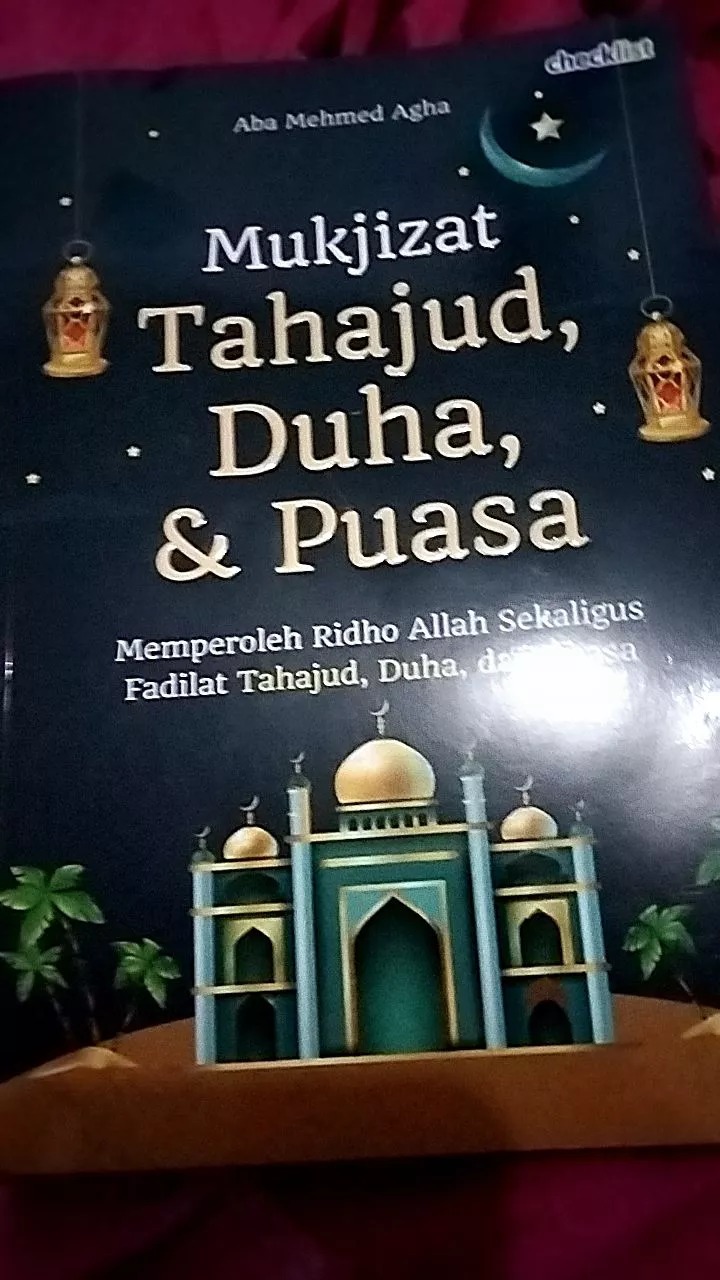 checklist
Aba Mehmed Agha
Mukjizat
Tahajud,
Duha,
& Puasa
Memperoleh Ridho Allah Sekaligus
Fadilat Tahajud, Duha,